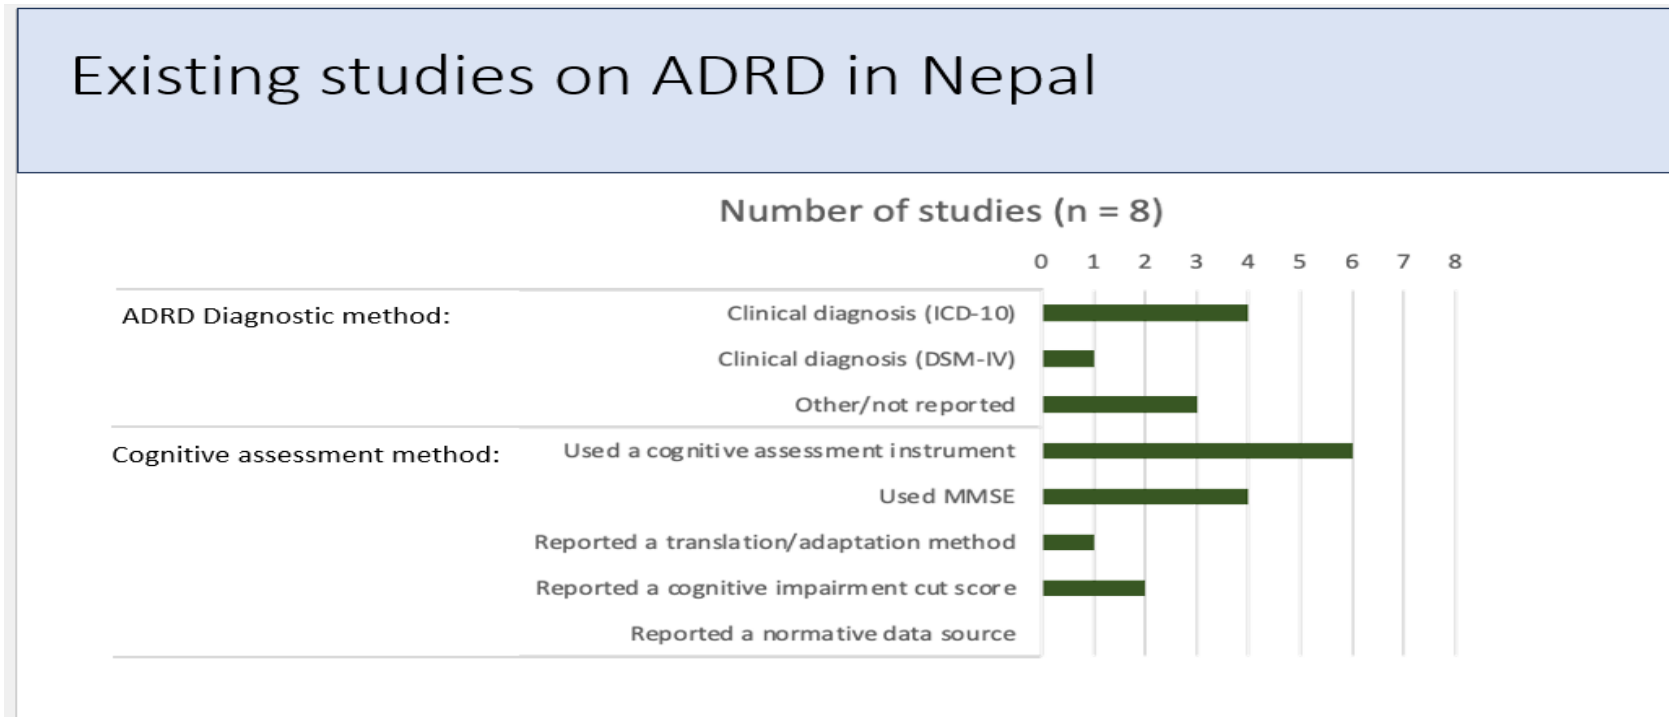 Existing studies on ADRD in Nepal
Number of studies (n = 8)
0 1 2 3 4 5 6 7 8
ADRD Diagnostic method:
Clinical diagnosis (ICD-10)
Clinical diagnosis (DSM-IV)
Other/not reported
Cognitive assessment method:
Used a cognitive assessment instrument
Used MMSE
Reported a translation/adaptation method
Reported a cognitive impairment cut score
Reported a normative data source